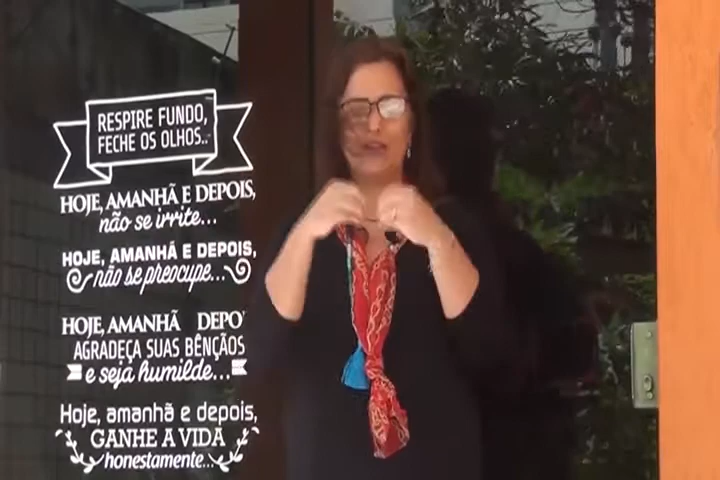 RESPIRE FUNDO,
FECHE OS OLHOS...
HOJE, AMANHÃ E DEPOIS,
não se irrite...
HOJE, AMANHÃ E DEPOIS,
não se preocupe...
HOJE, AMANHÃ DEPO
AGRADEÇA SUAS BÊNÇÃOS
e seja humilde...
Hoje, amanhã e depois,
GANHE A VIDA
honestamente...